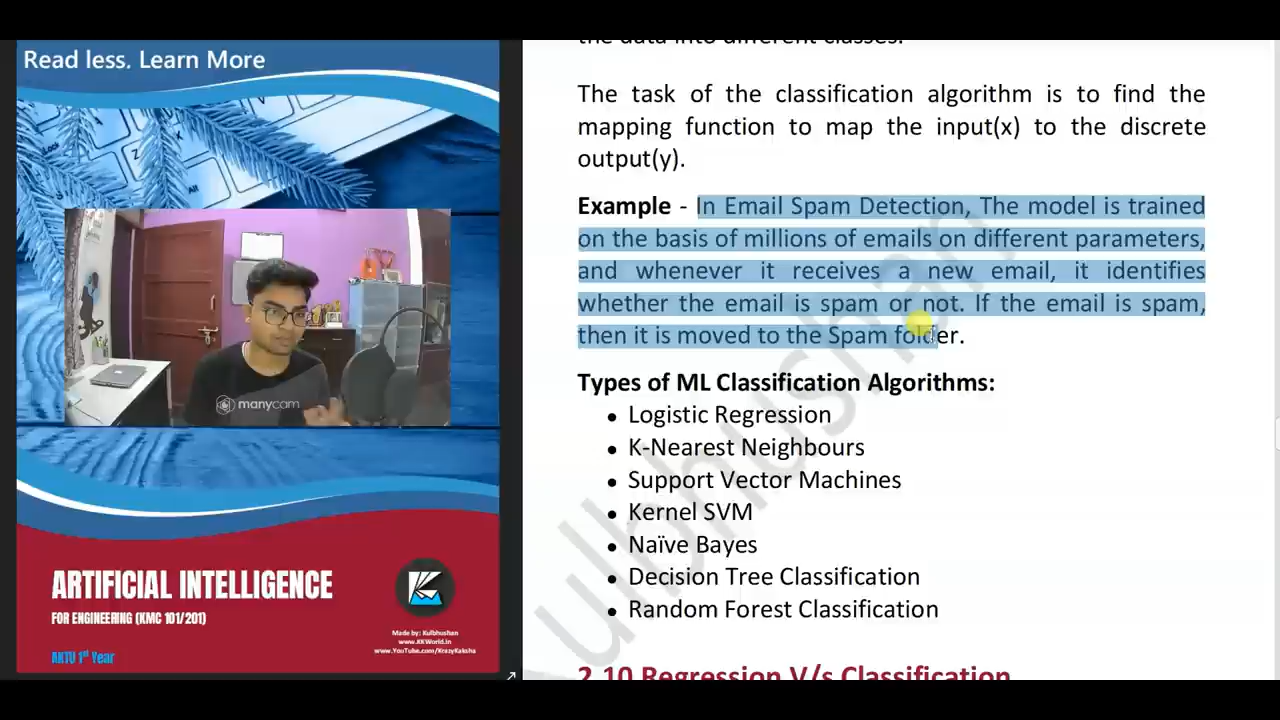 Read less. Learn More
manycam
ARTIFICIAL INTELLIGENCE
FOR ENGINEERING (KMC 101/201)
AKTU 1st Year
Made by: Kulbhushan
www.KKWorld.in
www.YouTube.com/KrazyKaksha
the data into different classes.
The task of the classification algorithm is to find the
mapping function to map the input(x) to the discrete
output(y).
Example - In Email Spam Detection, The model is trained
on the basis of millions of emails on different parameters,
and whenever it receives a new email, it identifies
whether the email is spam or not. If the email is spam,
then it is moved to the Spam folder.
Types of ML Classification Algorithms:
• Logistic Regression
• K-Nearest Neighbours
• Support Vector Machines
• Kernel SVM
• Naïve Bayes
• Decision Tree Classification
• Random Forest Classification
2.10 Regression V/s Classification
Kulbhushan